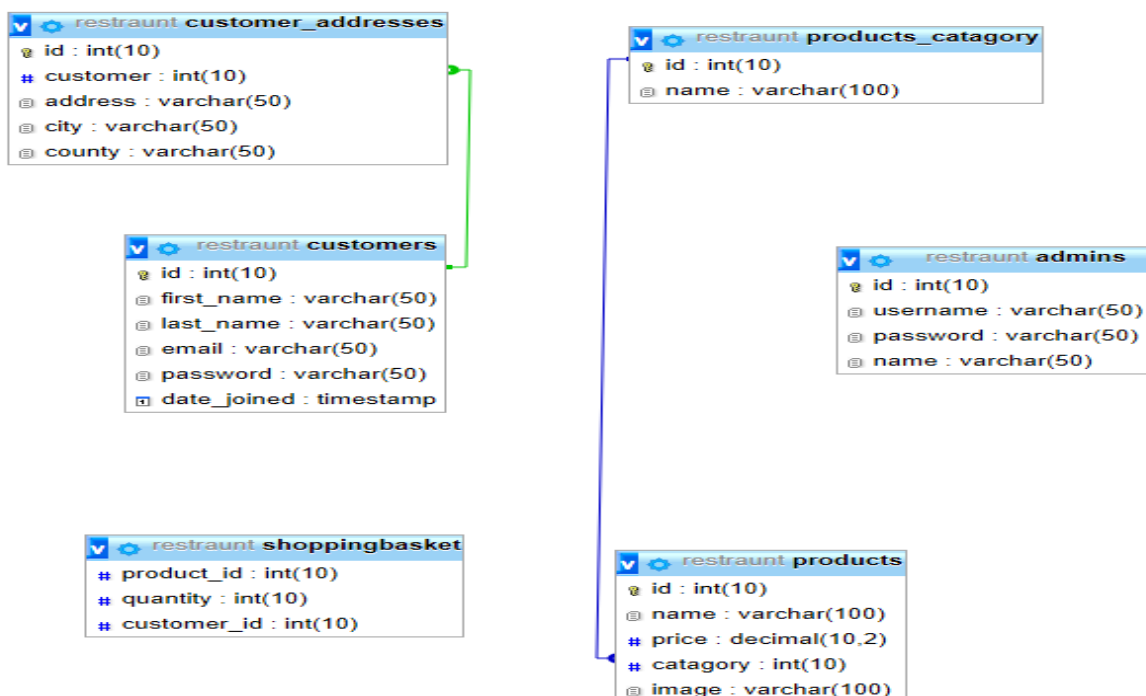 restraunt customer_addresses
id : int(10)
customer : int(10)
address : varchar(50)
city : varchar(50)
county : varchar(50)
restraunt products_catagory
id : int(10)
name : varchar(100)
restraunt customers
id : int(10)
first_name : varchar(50)
last_name : varchar(50)
email : varchar(50)
password : varchar(50)
date_joined : timestamp
restraunt admins
id : int(10)
username : varchar(50)
password : varchar(50)
name : varchar(50)
restraunt shoppingbasket
product_id : int(10)
quantity : int(10)
customer_id : int(10)
restraunt products
id : int(10)
name : varchar(100)
price : decimal(10,2)
catagory : int(10)
image : varchar(100)